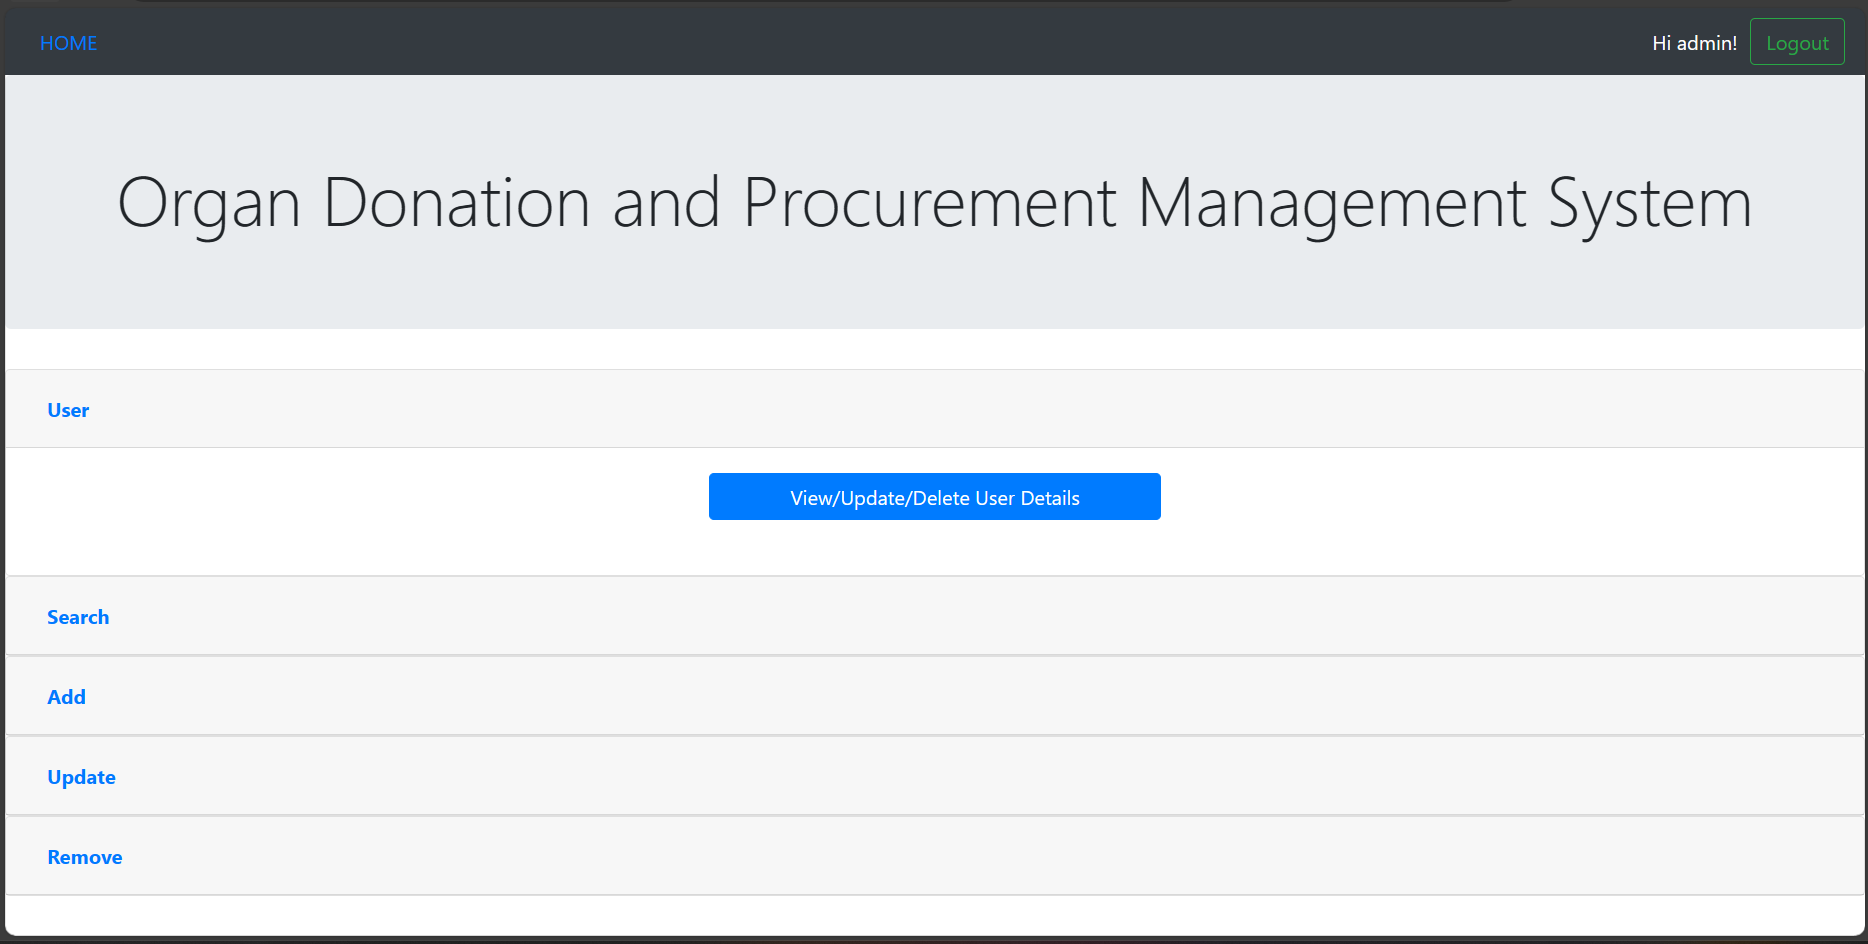 HOME
Hi admin!
Logout
Organ Donation and Procurement Management System
User
View/Update/Delete User Details
Search
Add
Update
Remove